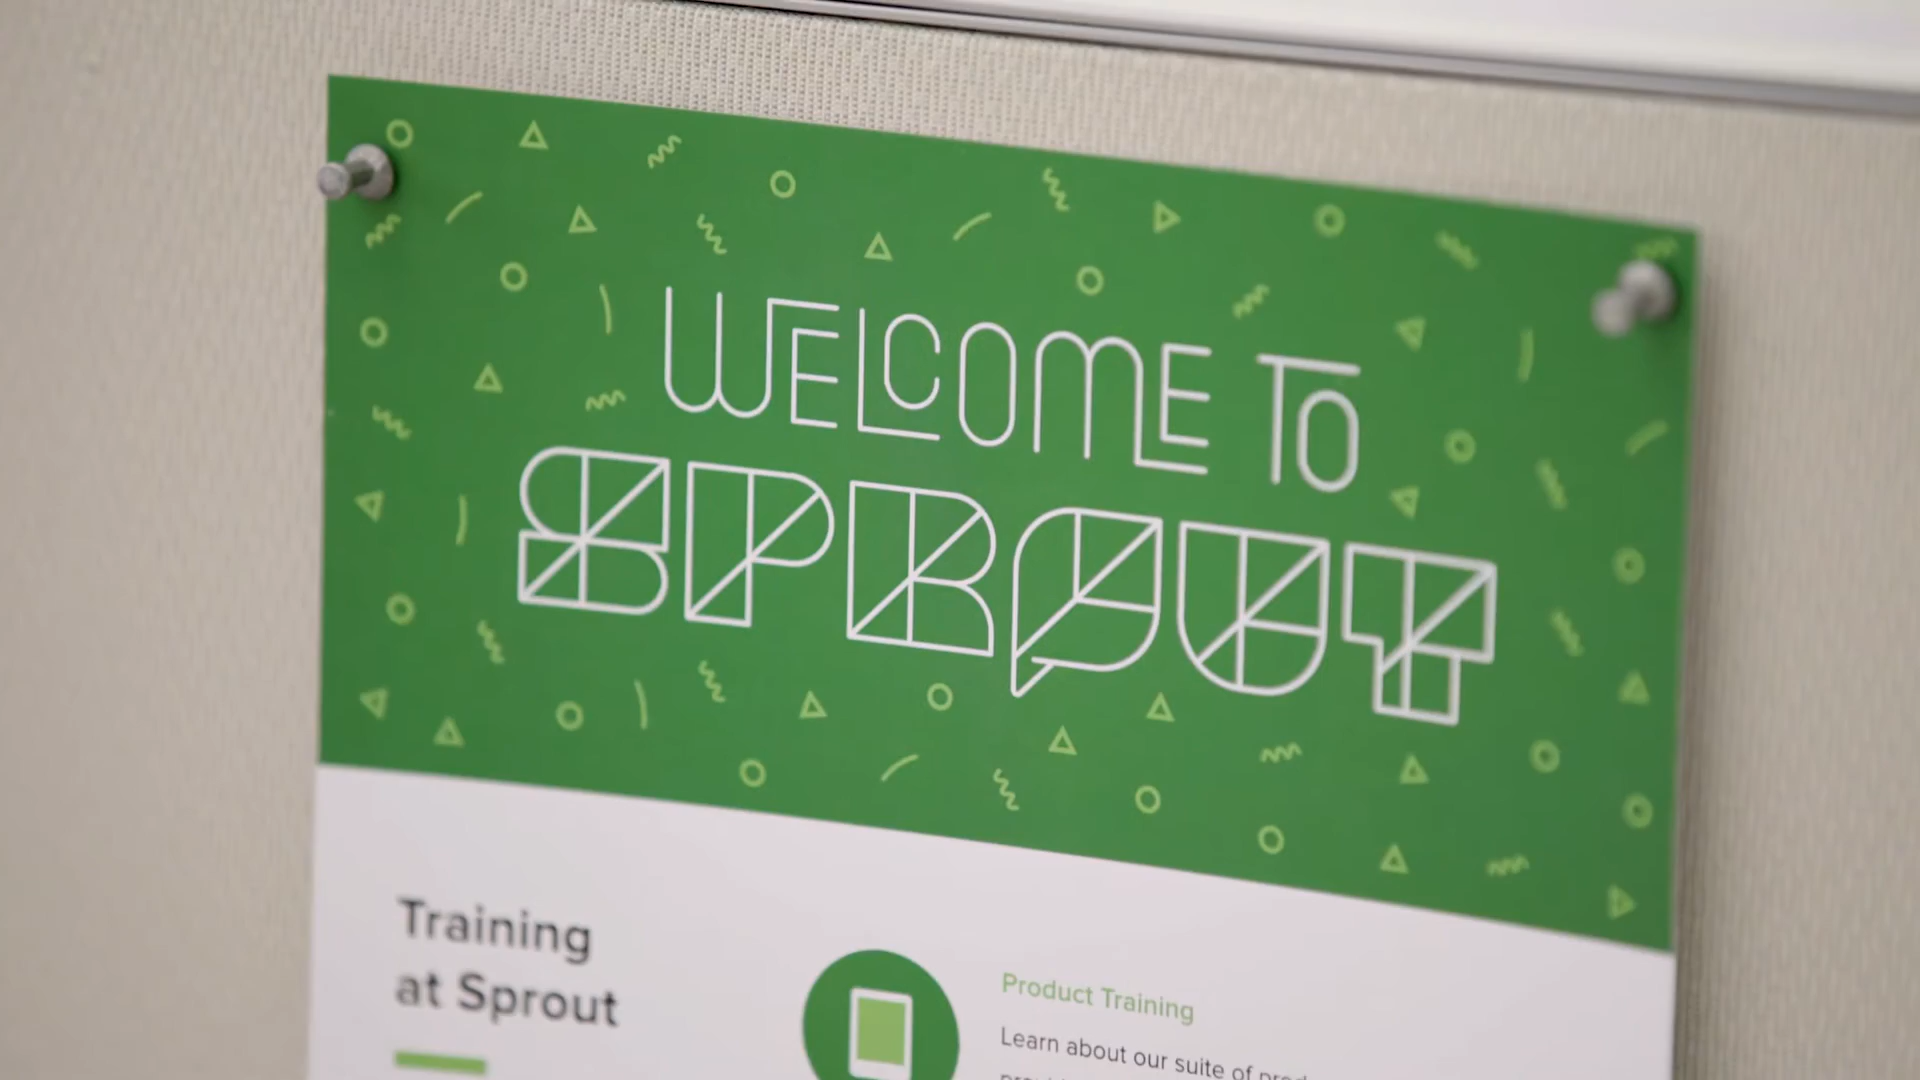 WELCOME TO
SPROUT
Training
at Sprout
Product Training
Learn about our suite of